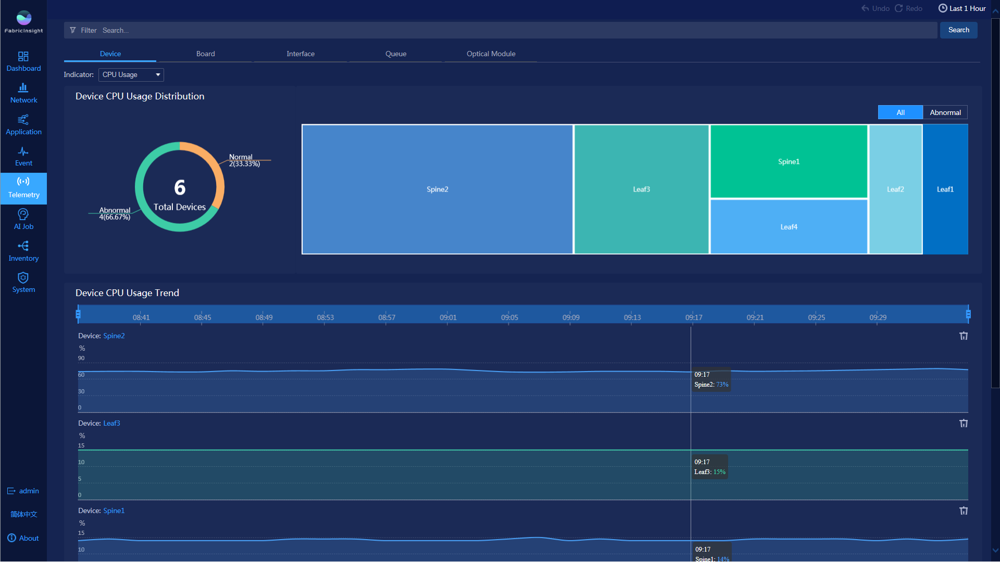 Undo Redo Last 1 Hour
FabricInsight
Filter Search... Search
Device Board Interface Queue Optical Module
Indicator: CPU Usage
Dashboard
Network
Application
Event
Telemetry
AI Job
Inventory
System
admin
简体中文
About
Device CPU Usage Distribution
All Abnormal
Normal
2(33.33%)
6
Total Devices
Abnormal
4(66.67%)
Spine2
Leaf3
Spine1
Leaf4
Leaf2
Leaf1
Device CPU Usage Trend
08:41 08:45 08:49 08:53 08:57 09:01 09:05 09:09 09:13 09:17 09:21 09:25 09:29
Device: Spine2
%
90
60
30
0
09:17
Spine2: 73%
Device: Leaf3
%
15
10
5
0
09:17
Leaf3: 15%
Device: Spine1
%
15
10
09:17
Spine1: 14%